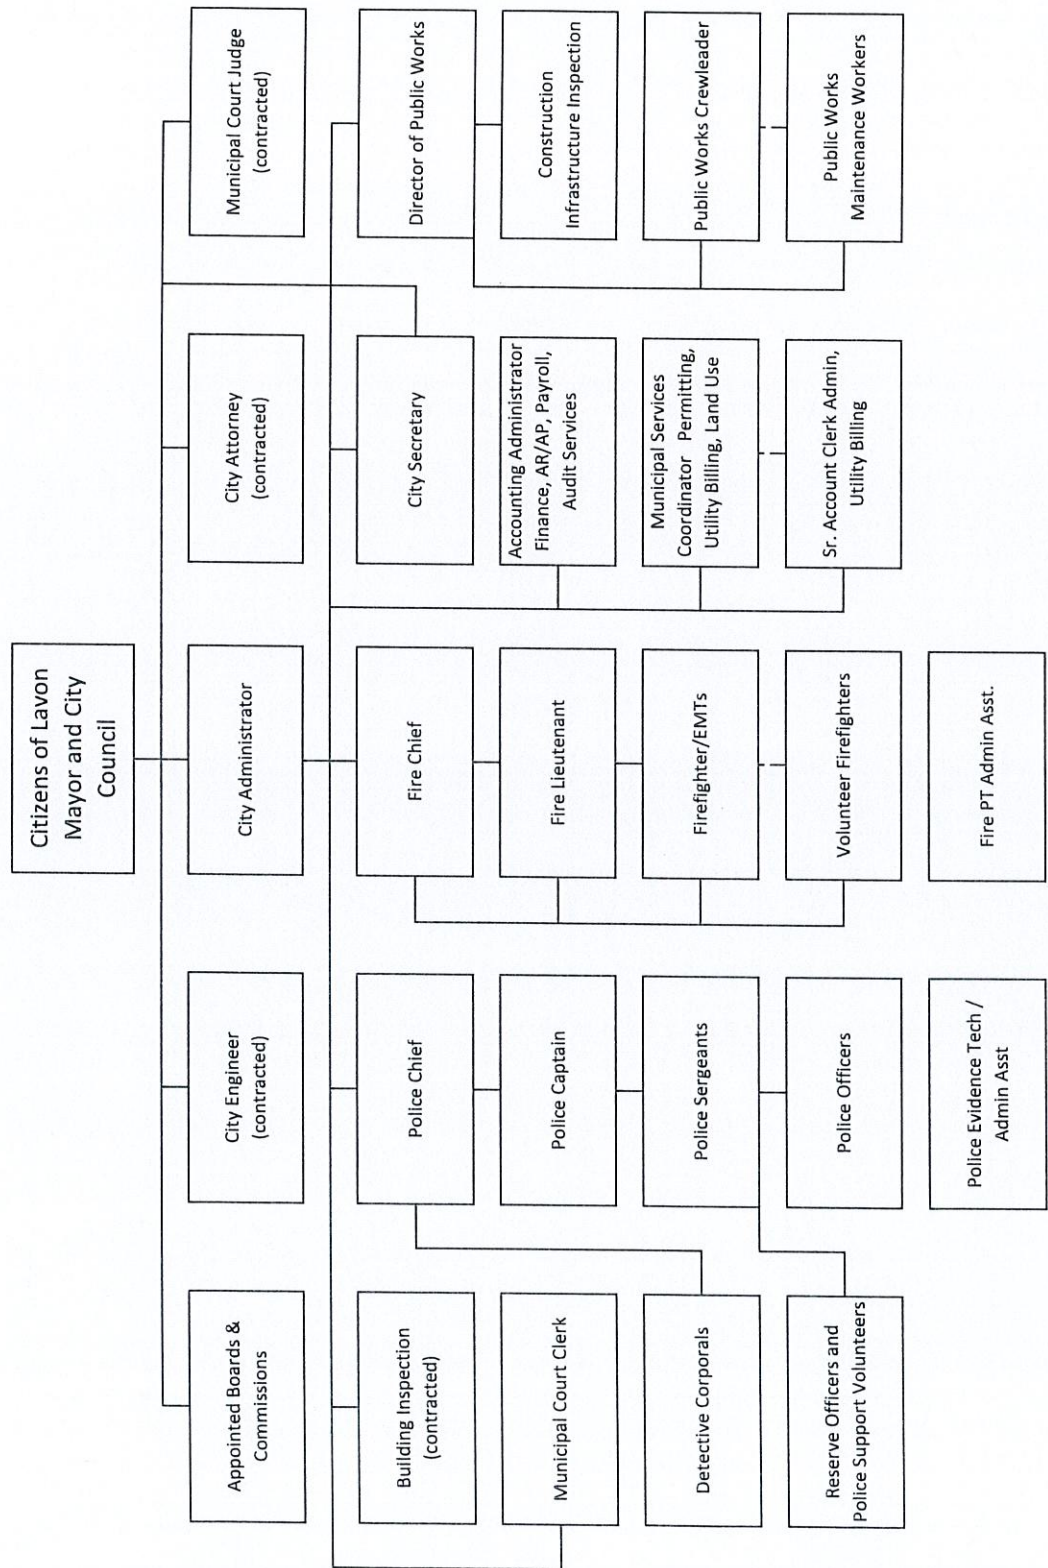 Citizens of Lavon
Mayor and City
Council
Appointed Boards &
Commissions
City Engineer
(contracted)
City Administrator
City Attorney
(contracted)
Municipal Court Judge
(contracted)
Building Inspection
(contracted)
Police Chief
Fire Chief
City Secretary
Director of Public Works
Municipal Court Clerk
Police Captain
Fire Lieutenant
Accounting Administrator
Finance, AR/AP, Payroll,
Audit Services
Construction
Infrastructure Inspection
Detective Corporals
Police Sergeants
Firefighter/EMTs
Municipal Services
Coordinator Permitting,
Utility Billing, Land Use
Public Works Crewleader
Reserve Officers and
Police Support Volunteers
Police Officers
Volunteer Firefighters
Sr. Account Clerk Admin,
Utility Billing
Public Works
Maintenance Workers
Police Evidence Tech /
Admin Asst
Fire PT Admin Asst.